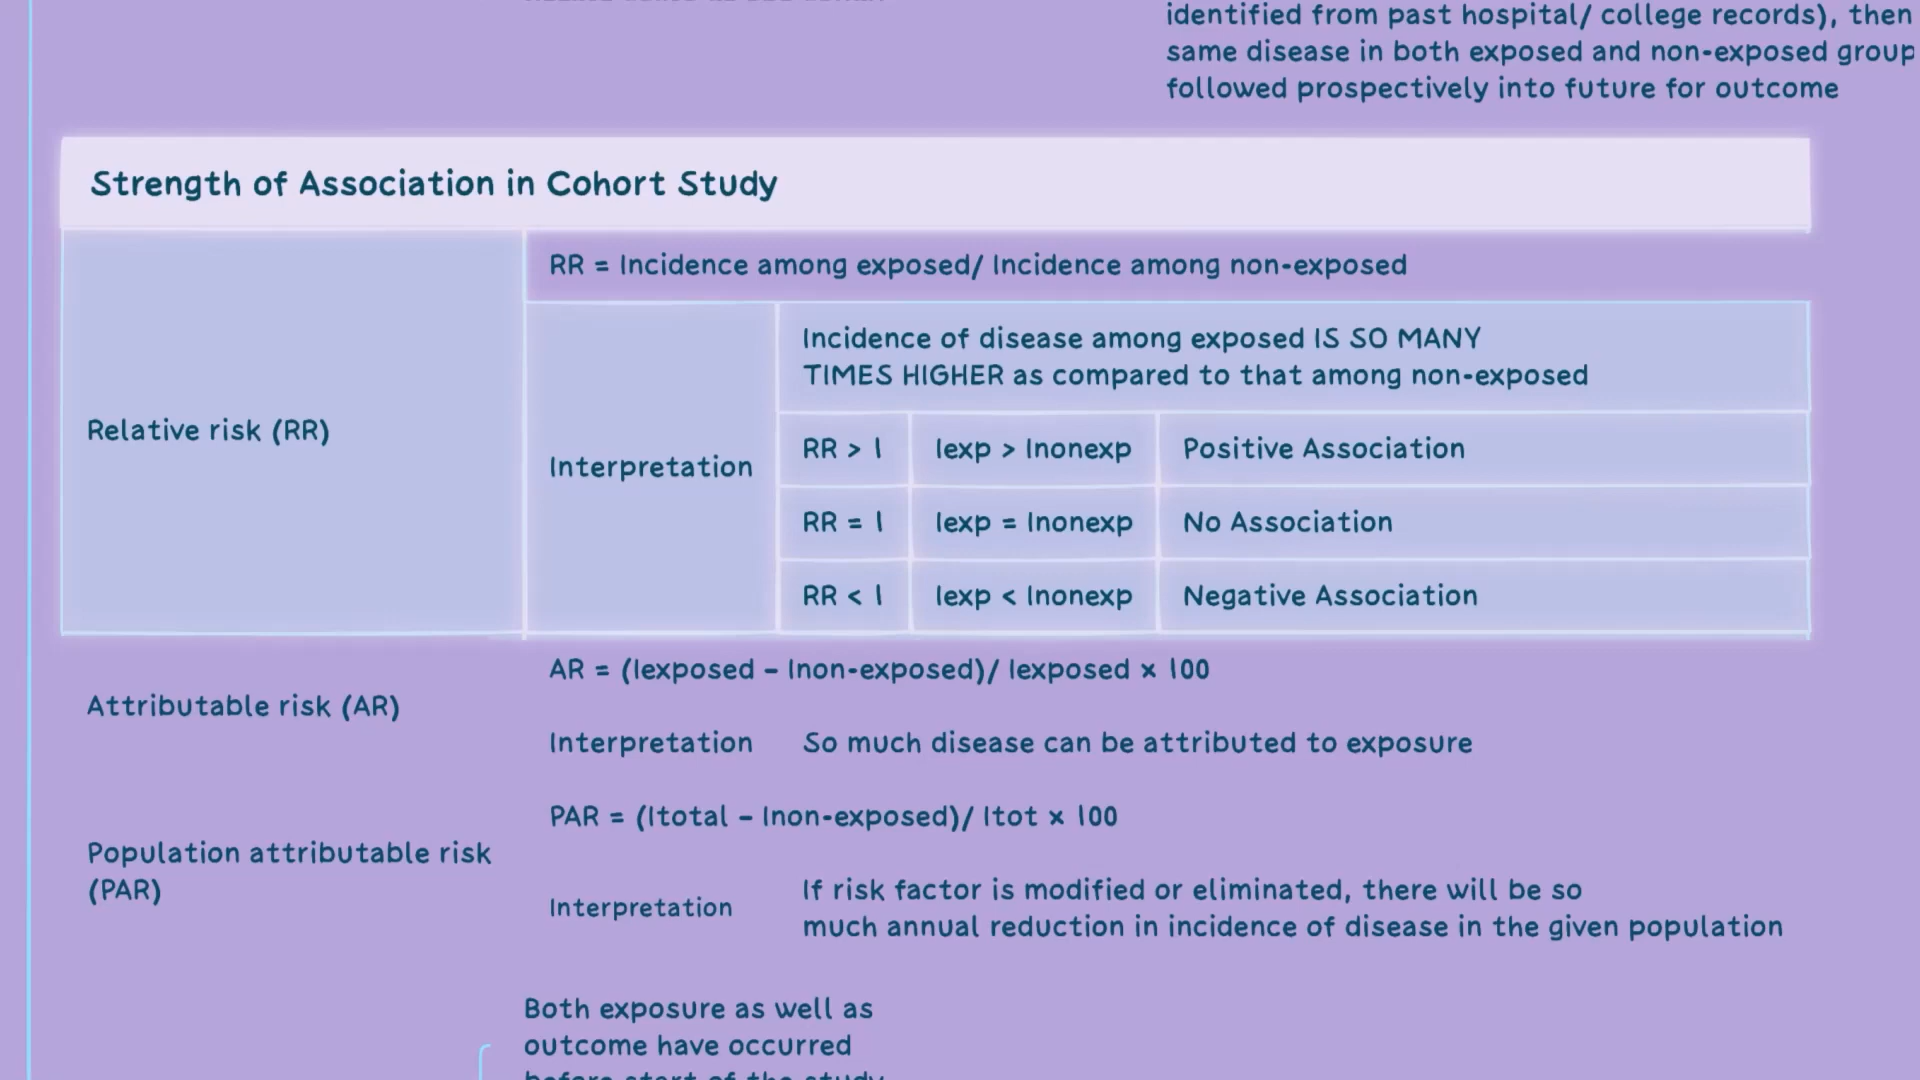 identified from past hospital/ college records), then
same disease in both exposed and non-exposed group
followed prospectively into future for outcome
Strength of Association in Cohort Study
Relative risk (RR)
RR = Incidence among exposed/ Incidence among non-exposed
Interpretation
Incidence of disease among exposed IS SO MANY
TIMES HIGHER as compared to that among non-exposed
RR > 1 Iexp > Inonexp Positive Association
RR = 1 Iexp = Inonexp No Association
RR < 1 Iexp < Inonexp Negative Association
Attributable risk (AR)
AR = (Iexposed – Inon-exposed)/ Iexposed × 100
Interpretation So much disease can be attributed to exposure
Population attributable risk
(PAR)
PAR = (Itotal – Inon-exposed)/ Itot × 100
Interpretation
If risk factor is modified or eliminated, there will be so
much annual reduction in incidence of disease in the given population
Both exposure as well as
outcome have occurred
before start of the study